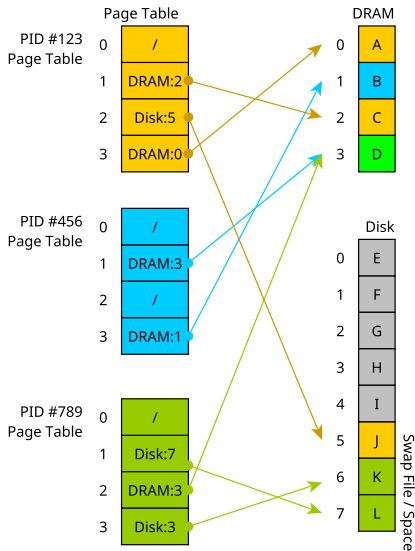 Page Table
DRAM
PID #123
Page Table
0
/
1
DRAM:2
2
Disk:5
3
DRAM:0
0
A
1
B
2
C
3
D
PID #456
Page Table
0
/
1
DRAM:3
2
/
3
DRAM:1
Disk
0
E
1
F
2
G
3
H
4
I
5
J
6
K
7
L
Swap File / Space
PID #789
Page Table
0
/
1
Disk:7
2
DRAM:3
3
Disk:3